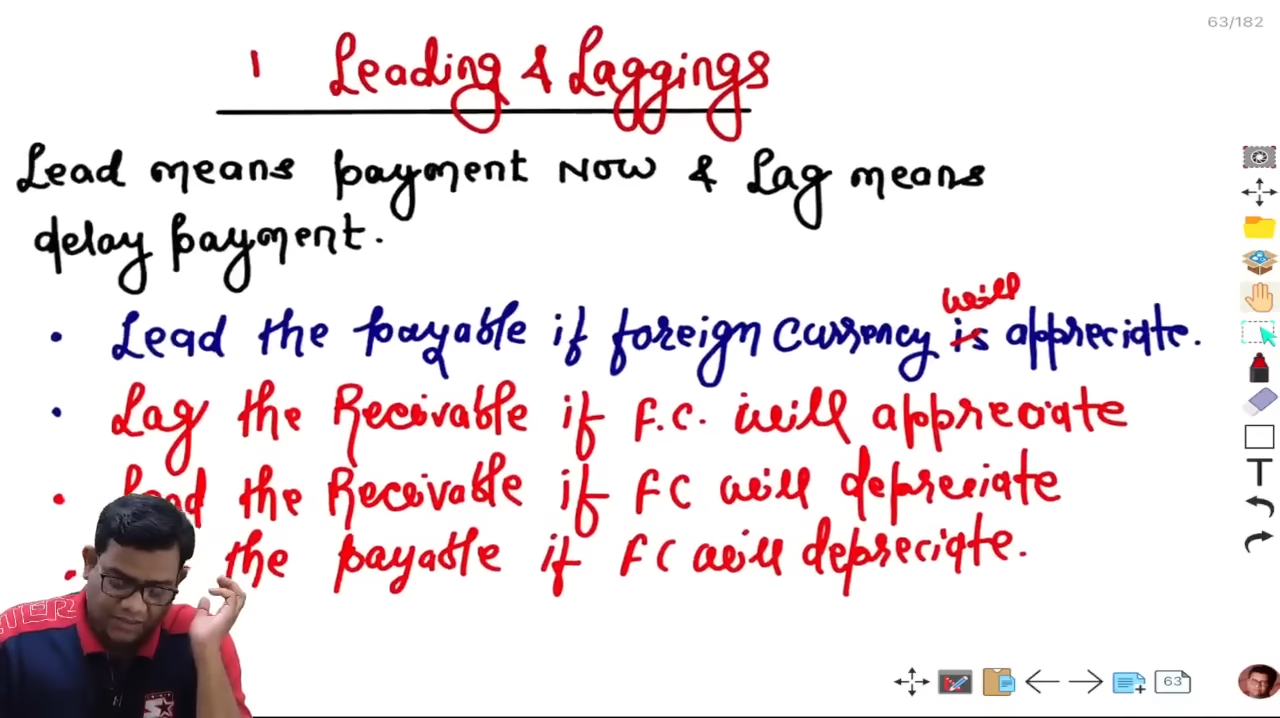 63/182
1 Leading & Laggings
Lead means payment Now & Lag means
delay payment.
will
• Lead the payable if foreign currency is appreciate.
• Lag the Receivable if F.C. will appreciate
• Lead the Receivable if FC will depreciate
• the payable if FC will depreciate.
TER
S
T
63